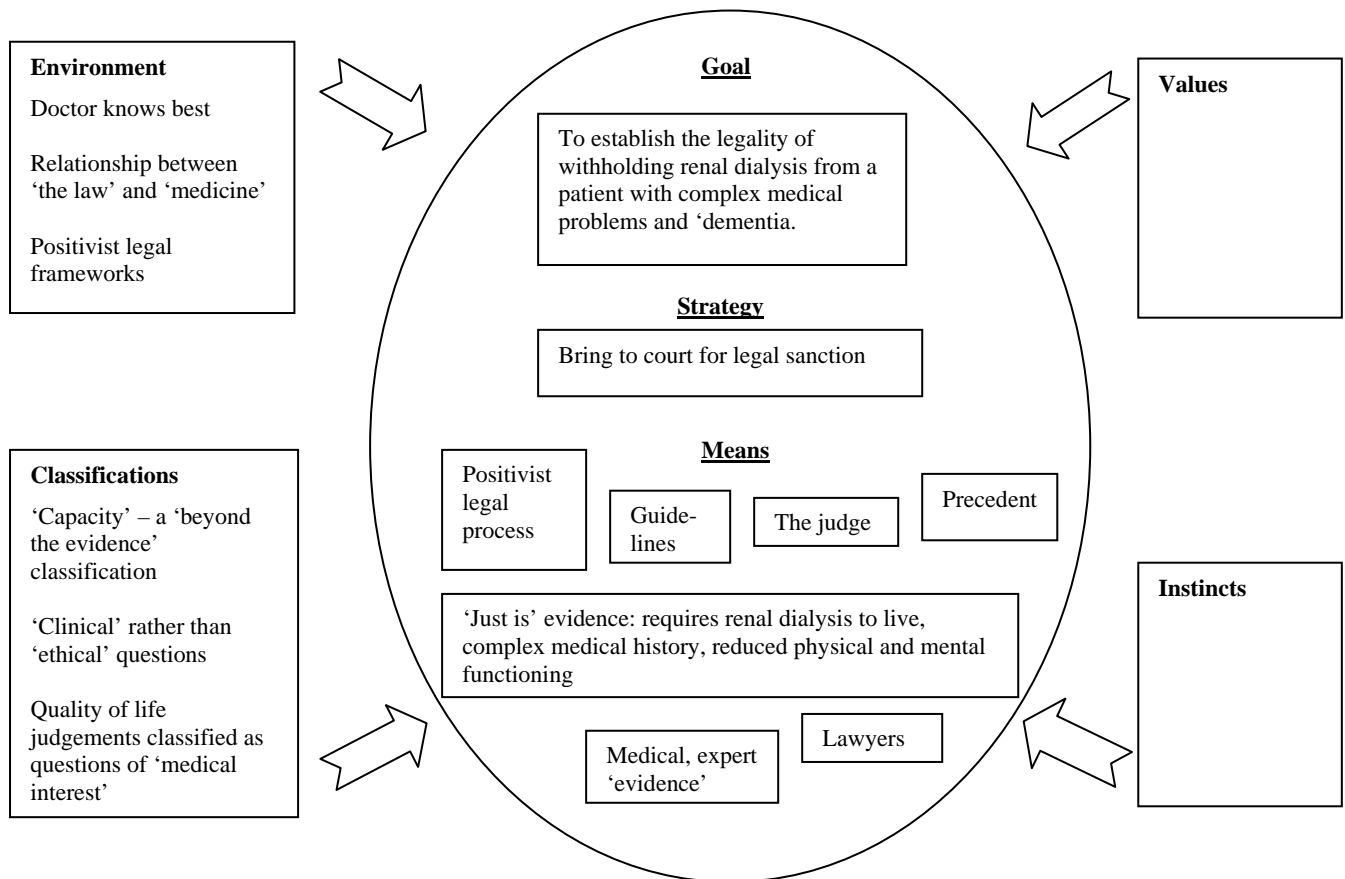 Environment
Doctor knows best
Relationship between
‘the law’ and ‘medicine’
Positivist legal
frameworks
Goal
To establish the legality of
withholding renal dialysis from a
patient with complex medical
problems and ‘dementia.
Values
Strategy
Bring to court for legal sanction
Classifications
‘Capacity’ – a ‘beyond
the evidence’
classification
‘Clinical’ rather than
‘ethical’ questions
Quality of life
judgements classified as
questions of ‘medical
interest’
Means
Positivist
legal
process
Guide-
lines
The judge
Precedent
‘Just is’ evidence: requires renal dialysis to live,
complex medical history, reduced physical and mental
functioning
Medical, expert
‘evidence’
Lawyers
Instincts